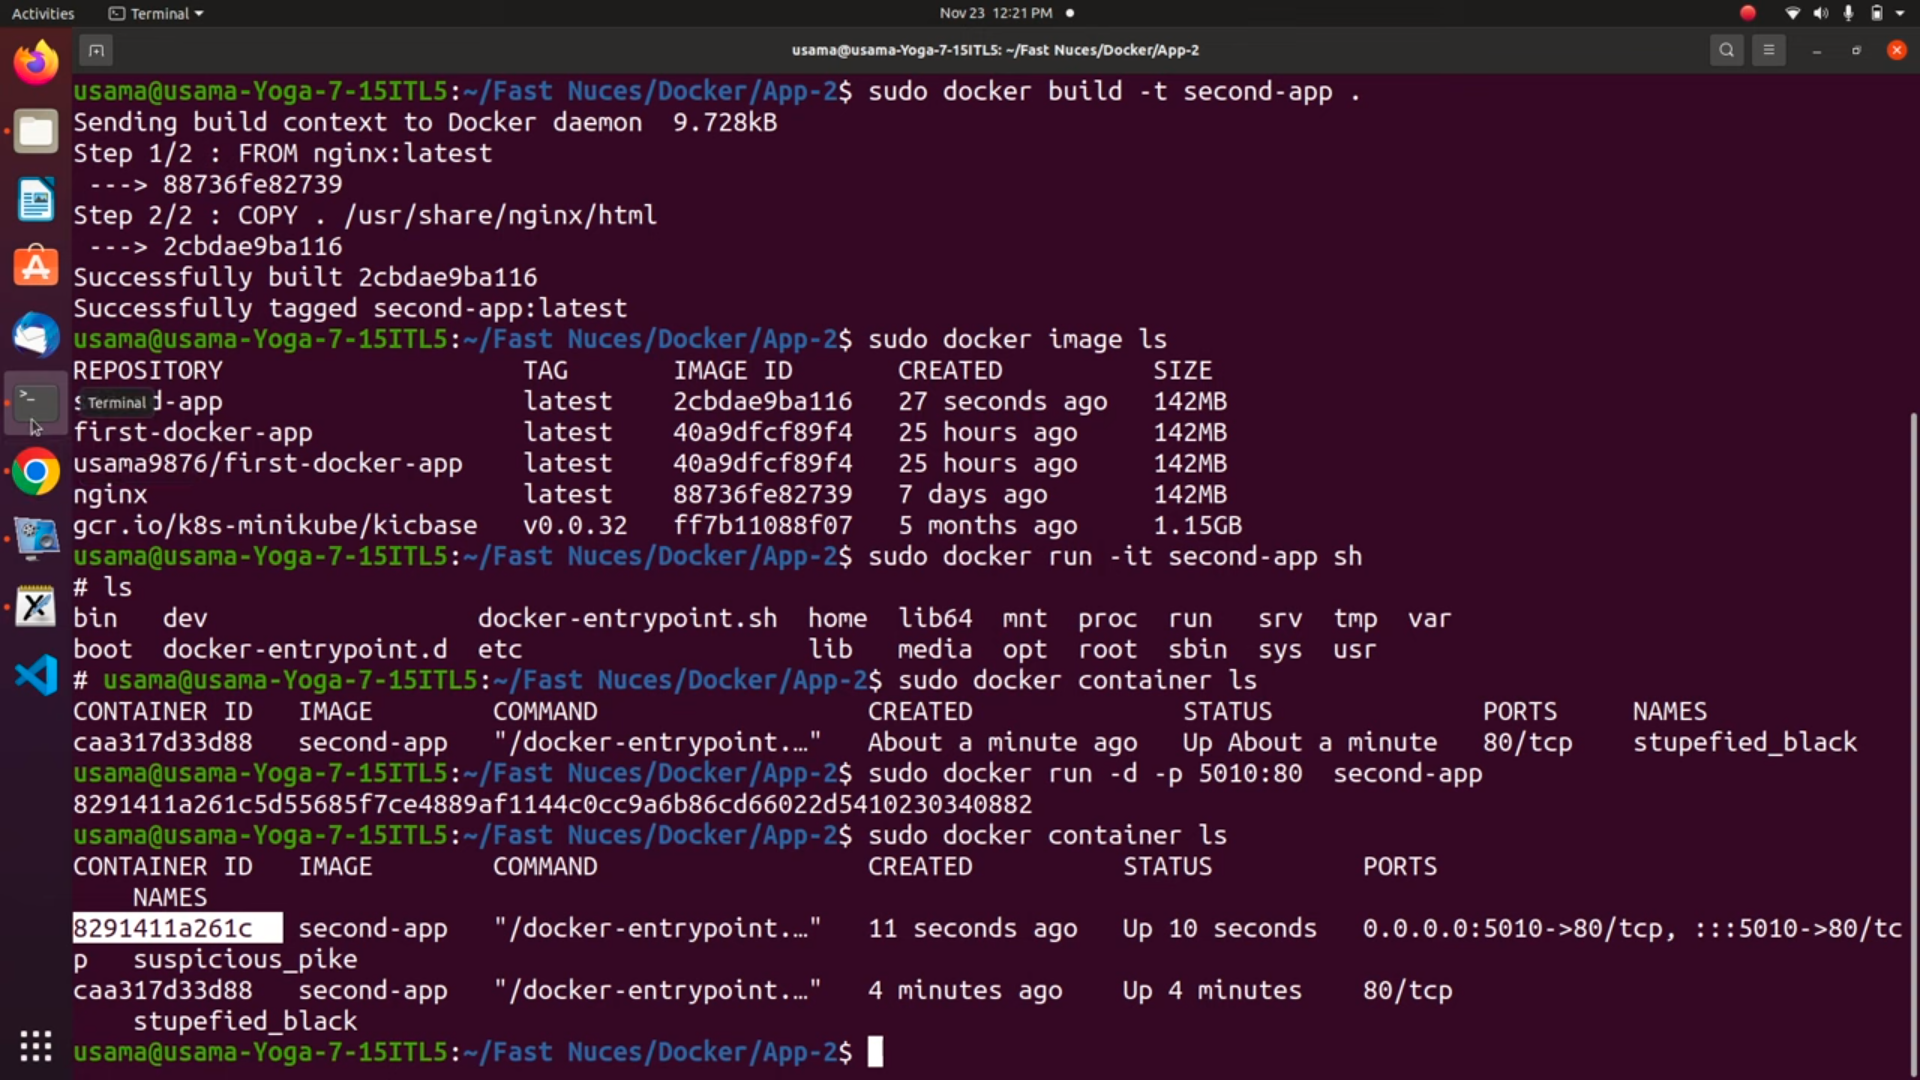 Activities Terminal Nov 23 12:21 PM
usama@usama-Yoga-7-15ITL5: ~/Fast Nuces/Docker/App-2
usama@usama-Yoga-7-15ITL5:~/Fast Nuces/Docker/App-2$ sudo docker build -t second-app .
Sending build context to Docker daemon  9.728kB
Step 1/2 : FROM nginx:latest
 ---> 88736fe82739
Step 2/2 : COPY . /usr/share/nginx/html
 ---> 2cbdae9ba116
Successfully built 2cbdae9ba116
Successfully tagged second-app:latest
usama@usama-Yoga-7-15ITL5:~/Fast Nuces/Docker/App-2$ sudo docker image ls
REPOSITORY TAG IMAGE ID CREATED SIZE
s Terminal d-app latest 2cbdae9ba116 27 seconds ago 142MB
first-docker-app latest 40a9dfcf89f4 25 hours ago 142MB
usama9876/first-docker-app latest 40a9dfcf89f4 25 hours ago 142MB
nginx latest 88736fe82739 7 days ago 142MB
gcr.io/k8s-minikube/kicbase v0.0.32 ff7b11088f07 5 months ago 1.15GB
usama@usama-Yoga-7-15ITL5:~/Fast Nuces/Docker/App-2$ sudo docker run -it second-app sh
# ls
bin dev docker-entrypoint.sh home lib64 mnt proc run srv tmp var
boot docker-entrypoint.d etc lib media opt root sbin sys usr
# usama@usama-Yoga-7-15ITL5:~/Fast Nuces/Docker/App-2$ sudo docker container ls
CONTAINER ID IMAGE COMMAND CREATED STATUS PORTS NAMES
caa317d33d88 second-app "/docker-entrypoint.…" About a minute ago Up About a minute 80/tcp stupefied_black
usama@usama-Yoga-7-15ITL5:~/Fast Nuces/Docker/App-2$ sudo docker run -d -p 5010:80  second-app
8291411a261c5d55685f7ce4889af1144c0cc9a6b86cd66022d5410230340882
usama@usama-Yoga-7-15ITL5:~/Fast Nuces/Docker/App-2$ sudo docker container ls
CONTAINER ID IMAGE COMMAND CREATED STATUS PORTS
NAMES
8291411a261c second-app "/docker-entrypoint.…" 11 seconds ago Up 10 seconds 0.0.0.0:5010->80/tcp, :::5010->80/tc
p suspicious_pike
caa317d33d88 second-app "/docker-entrypoint.…" 4 minutes ago Up 4 minutes 80/tcp
stupefied_black
usama@usama-Yoga-7-15ITL5:~/Fast Nuces/Docker/App-2$